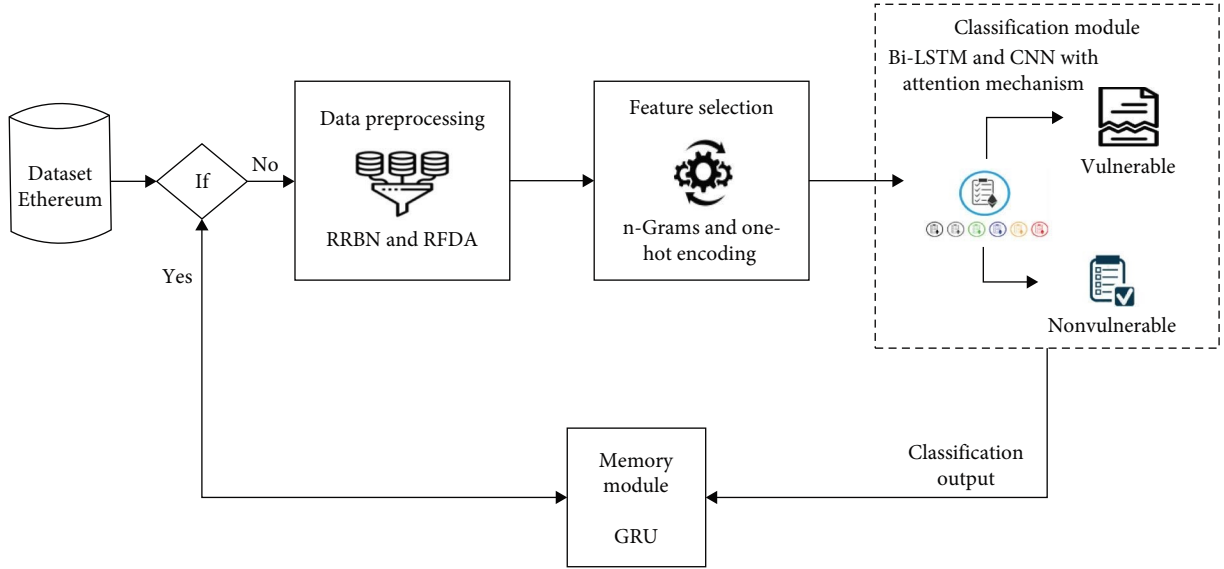 Dataset
Ethereum
If
No
Yes
Data preprocessing
RRBN and RFDA
Feature selection
n-Grams and one-
hot encoding
Classification module
Bi-LSTM and CNN with
attention mechanism
Vulnerable
Nonvulnerable
Classification
output
Memory
module
GRU